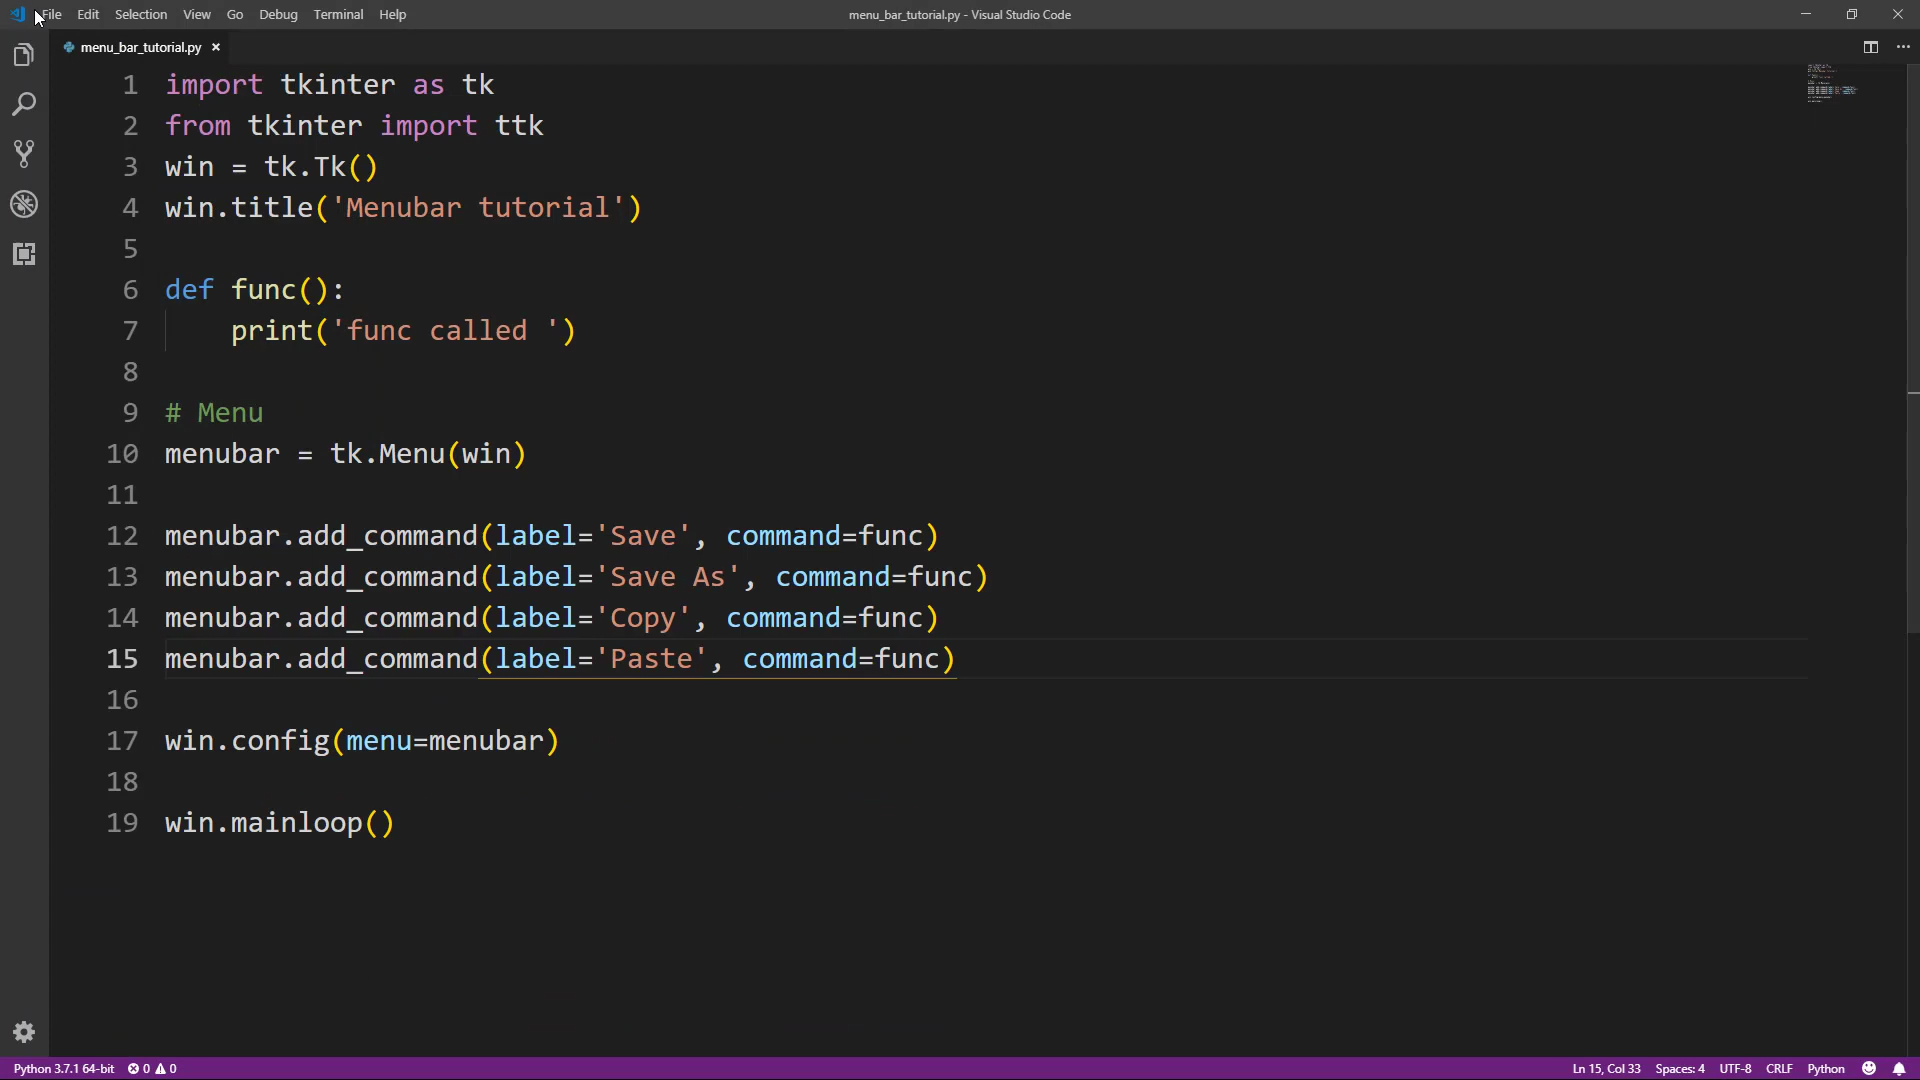 File Edit Selection View Go Debug Terminal Help
menu_bar_tutorial.py - Visual Studio Code
menu_bar_tutorial.py ×
1 import tkinter as tk
2 from tkinter import ttk
3 win = tk.Tk()
4 win.title('Menubar tutorial')
5
6 def func():
7     print('func called ')
8
9 # Menu
10 menubar = tk.Menu(win)
11
12 menubar.add_command(label='Save', command=func)
13 menubar.add_command(label='Save As', command=func)
14 menubar.add_command(label='Copy', command=func)
15 menubar.add_command(label='Paste', command=func)
16
17 win.config(menu=menubar)
18
19 win.mainloop()
Python 3.7.1 64-bit 0 0 Ln 15, Col 33 Spaces: 4 UTF-8 CRLF Python